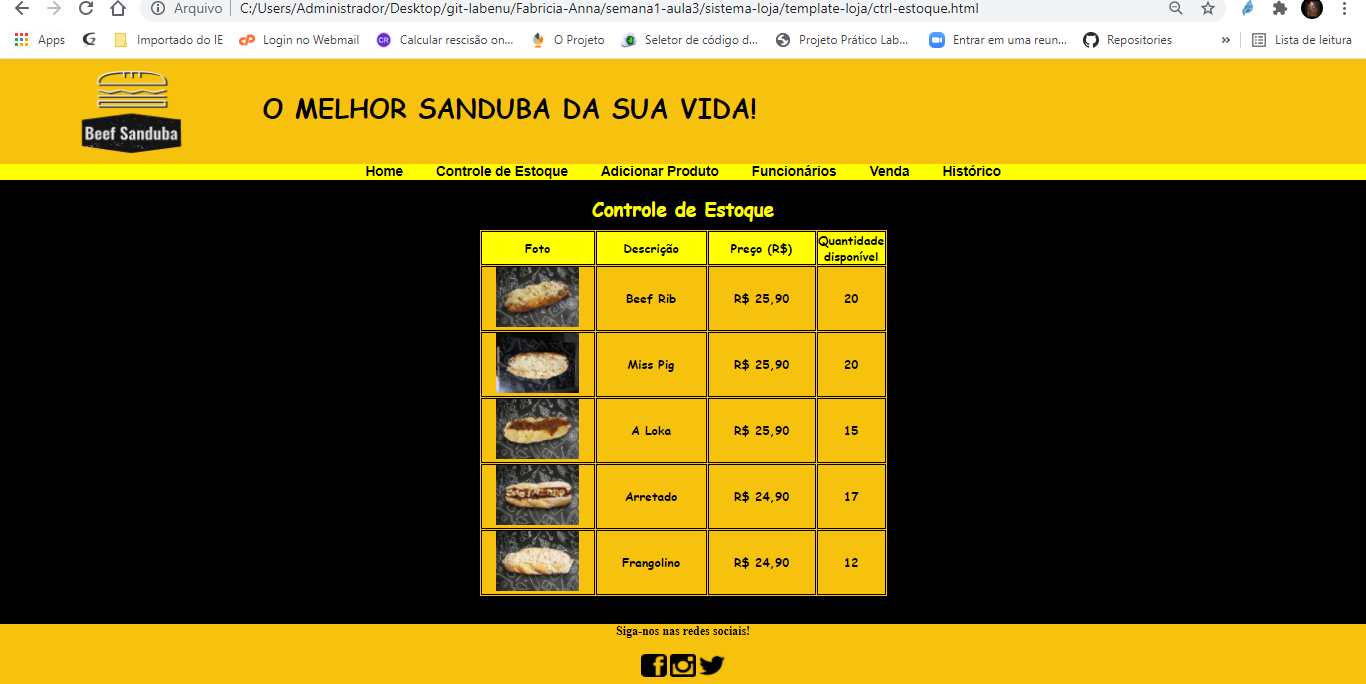 Arquivo | C:/Users/Administrador/Desktop/git-labenu/Fabricia-Anna/semana1-aula3/sistema-loja/template-loja/ctrl-estoque.html
Apps G Importado do IE cP Login no Webmail CR Calcular rescisão on... O Projeto Seletor de código d... Projeto Prático Lab... Entrar em uma reun... Repositories » Lista de leitura
Beef Sanduba
O MELHOR SANDUBA DA SUA VIDA!
Home Controle de Estoque Adicionar Produto Funcionários Venda Histórico
Controle de Estoque
Foto Descrição Preço (R$) Quantidade disponível
Beef Rib R$ 25,90 20
Miss Pig R$ 25,90 20
A Loka R$ 25,90 15
Arretado R$ 24,90 17
Frangolino R$ 24,90 12
Siga-nos nas redes sociais!